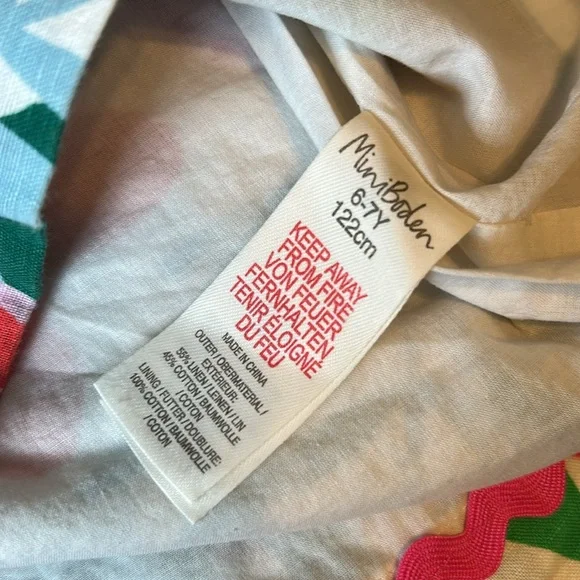 MiniBoden
6-7Y
122cm
KEEP AWAY
FROM FIRE
VON FEUER
FERNHALTEN
TENIR ELOIGNE
DU FEU
MADE IN CHINA
OUTER / OBERMATERIAL /
EXTÉRIEUR:
55% LINEN / LEINEN / LIN
45% COTTON / BAUMWOLLE
/ COTON
LINING / FUTTER / DOUBLURE:
100% COTTON / BAUMWOLLE
/ COTON